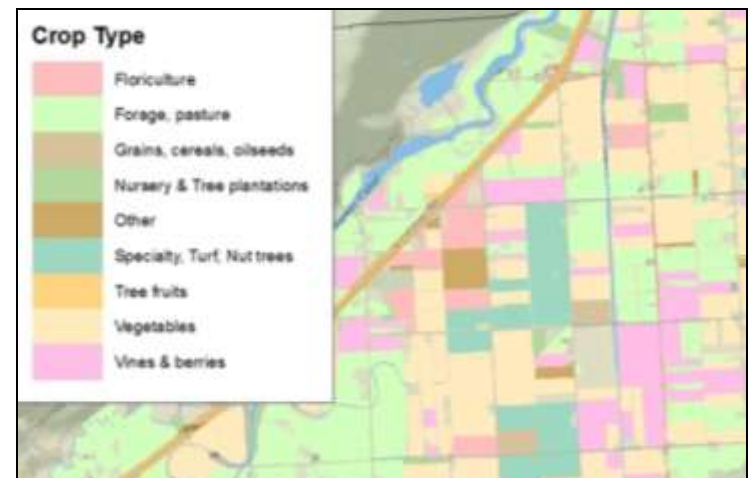 Crop Type
Floriculture
Forage, pasture
Grains, cereals, oilseeds
Nursery & Tree plantations
Other
Specialty, Turf, Nut trees
Tree fruits
Vegetables
Vines & berries